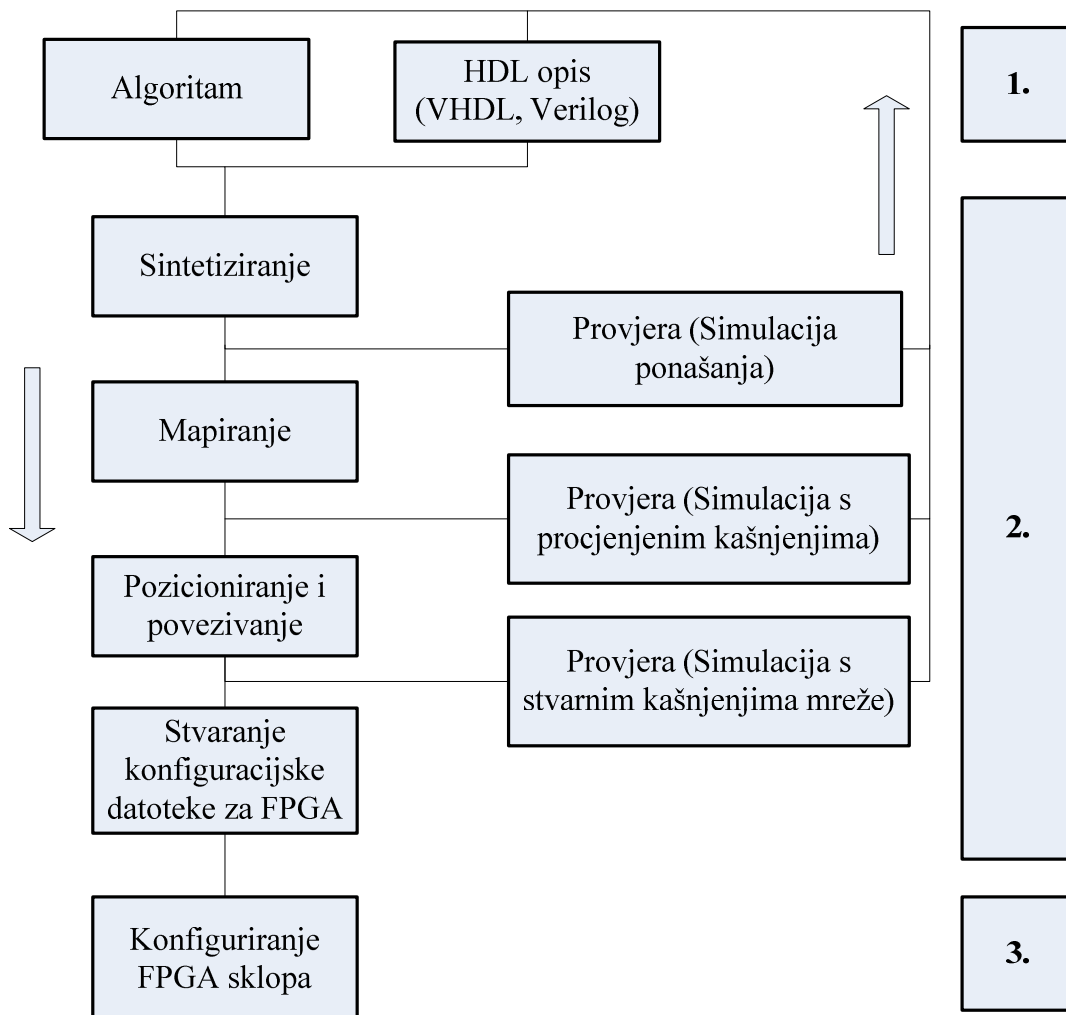 Algoritam
HDL opis
(VHDL, Verilog)
1.
Sintetiziranje
Provjera (Simulacija
ponašanja)
Mapiranje
Provjera (Simulacija s
procjenjenim kašnjenjima)
2.
Pozicioniranje i
povezivanje
Provjera (Simulacija s
stvarnim kašnjenjima mreže)
Stvaranje
konfiguracijske
datoteke za FPGA
Konfiguriranje
FPGA sklopa
3.